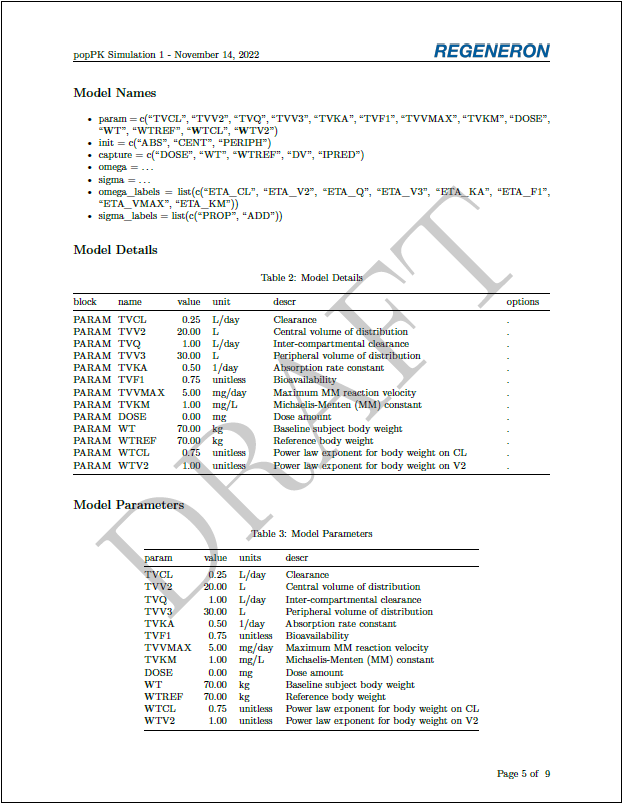 popPK Simulation 1 - November 14, 2022
REGENERON
Model Names
• param = c(“TVCL”, “TVV2”, “TVQ”, “TVV3”, “TVKA”, “TVF1”, “TVVMAX”, “TVKM”, “DOSE”,
“WT”, “WTREF”, “WTCL”, “WTV2”)
• init = c(“ABS”, “CENT”, “PERIPH”)
• capture = c(“DOSE”, “WT”, “WTREF”, “DV”, “IPRED”)
• omega = ...
• sigma = ...
• omega_labels = list(c(“ETA_CL”, “ETA_V2”, “ETA_Q”, “ETA_V3”, “ETA_KA”, “ETA_F1”,
“ETA_VMAX”, “ETA_KM”))
• sigma_labels = list(c(“PROP”, “ADD”))
Model Details
Table 2: Model Details
block name value unit descr options
PARAM TVCL 0.25 L/day Clearance .
PARAM TVV2 20.00 L Central volume of distribution .
PARAM TVQ 1.00 L/day Inter-compartmental clearance .
PARAM TVV3 30.00 L Peripheral volume of distribution .
PARAM TVKA 0.50 1/day Absorption rate constant .
PARAM TVF1 0.75 unitless Bioavailability .
PARAM TVVMAX 5.00 mg/day Maximum MM reaction velocity .
PARAM TVKM 1.00 mg/L Michaelis-Menten (MM) constant .
PARAM DOSE 0.00 mg Dose amount .
PARAM WT 70.00 kg Baseline subject body weight .
PARAM WTREF 70.00 kg Reference body weight .
PARAM WTCL 0.75 unitless Power law exponent for body weight on CL .
PARAM WTV2 1.00 unitless Power law exponent for body weight on V2 .
Model Parameters
Table 3: Model Parameters
param value units descr
TVCL 0.25 L/day Clearance
TVV2 20.00 L Central volume of distribution
TVQ 1.00 L/day Inter-compartmental clearance
TVV3 30.00 L Peripheral volume of distribution
TVKA 0.50 1/day Absorption rate constant
TVF1 0.75 unitless Bioavailability
TVVMAX 5.00 mg/day Maximum MM reaction velocity
TVKM 1.00 mg/L Michaelis-Menten (MM) constant
DOSE 0.00 mg Dose amount
WT 70.00 kg Baseline subject body weight
WTREF 70.00 kg Reference body weight
WTCL 0.75 unitless Power law exponent for body weight on CL
WTV2 1.00 unitless Power law exponent for body weight on V2
DRAFT
Page 5 of 9